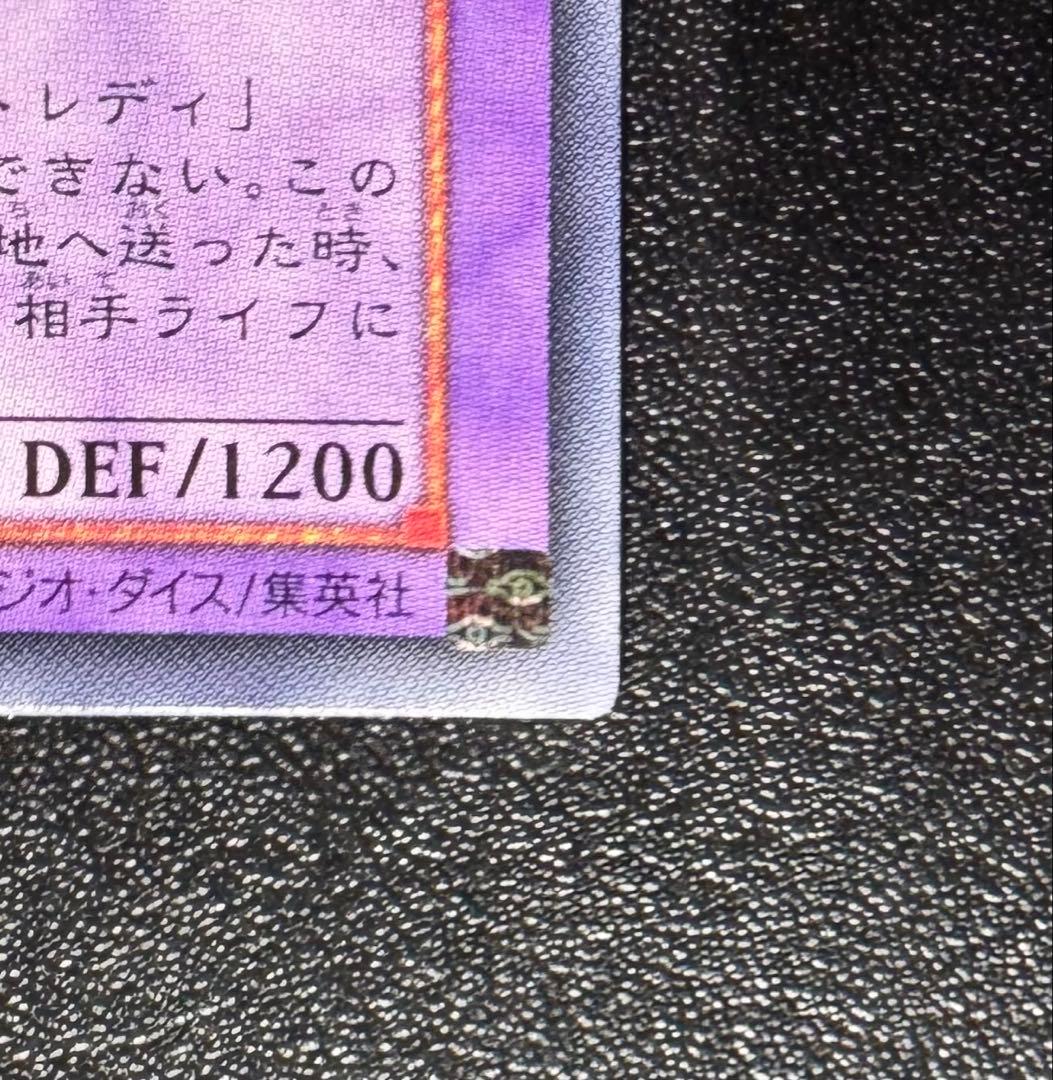 トレディ」
できない。この
地へ送った時、
相手ライフに
DEF/1200
ジオ・ダイス/集英社